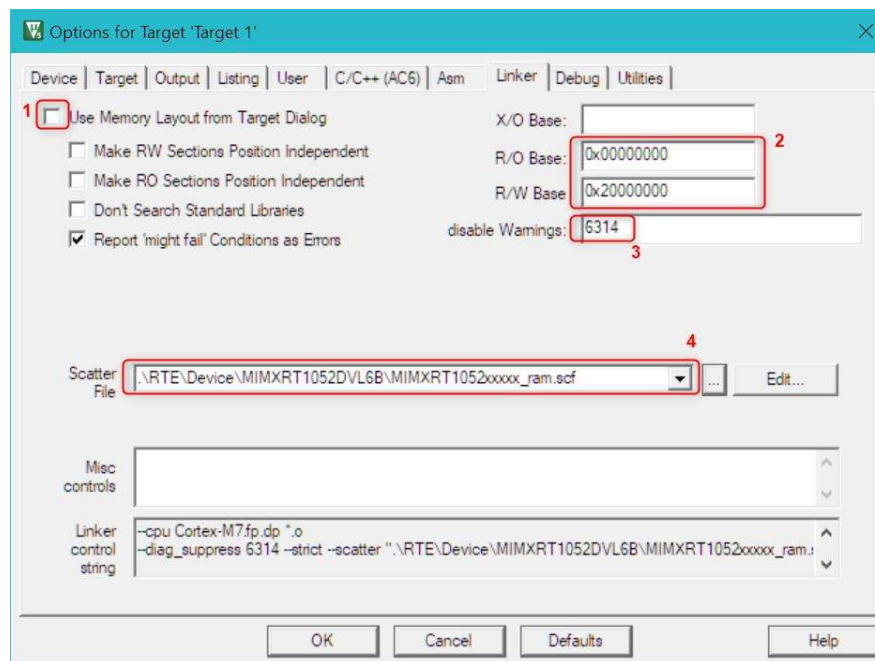 Options for Target 'Target 1'
Device Target Output Listing User C/C++ (AC6) Asm Linker Debug Utilities
1 Use Memory Layout from Target Dialog
X/O Base:
Make RW Sections Position Independent
R/O Base: 0x00000000 2
Make RO Sections Position Independent
R/W Base 0x20000000
Don't Search Standard Libraries
disable Warnings: 6314
Report 'might fail' Conditions as Errors
3
4
Scatter
File
.\RTE\Device\MIMXRT1052DVL6B\MIMXRT1052xxxxx_ram.scf ... Edit...
Misc
controls
Linker
control
string
--cpu Cortex-M7.fp.dp *.o
--diag_suppress 6314 --strict --scatter ".\RTE\Device\MIMXRT1052DVL6B\MIMXRT1052xxxxx_ram.
OK Cancel Defaults Help